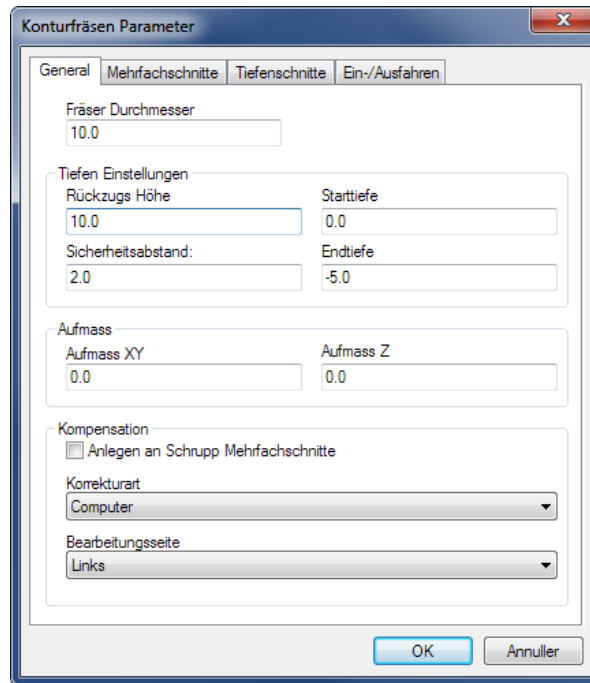 Konturfräsen Parameter
General Mehrfachschnitte Tiefenschnitte Ein-/Ausfahren
Fräser Durchmesser
10.0
Tiefen Einstellungen
Rückzugs Höhe Starttiefe
10.0 0.0
Sicherheitsabstand: Endtiefe
2.0 -5.0
Aufmass
Aufmass XY Aufmass Z
0.0 0.0
Kompensation
Anlegen an Schrupp Mehrfachschnitte
Korrekturart
Computer
Bearbeitungsseite
Links
OK Annuller